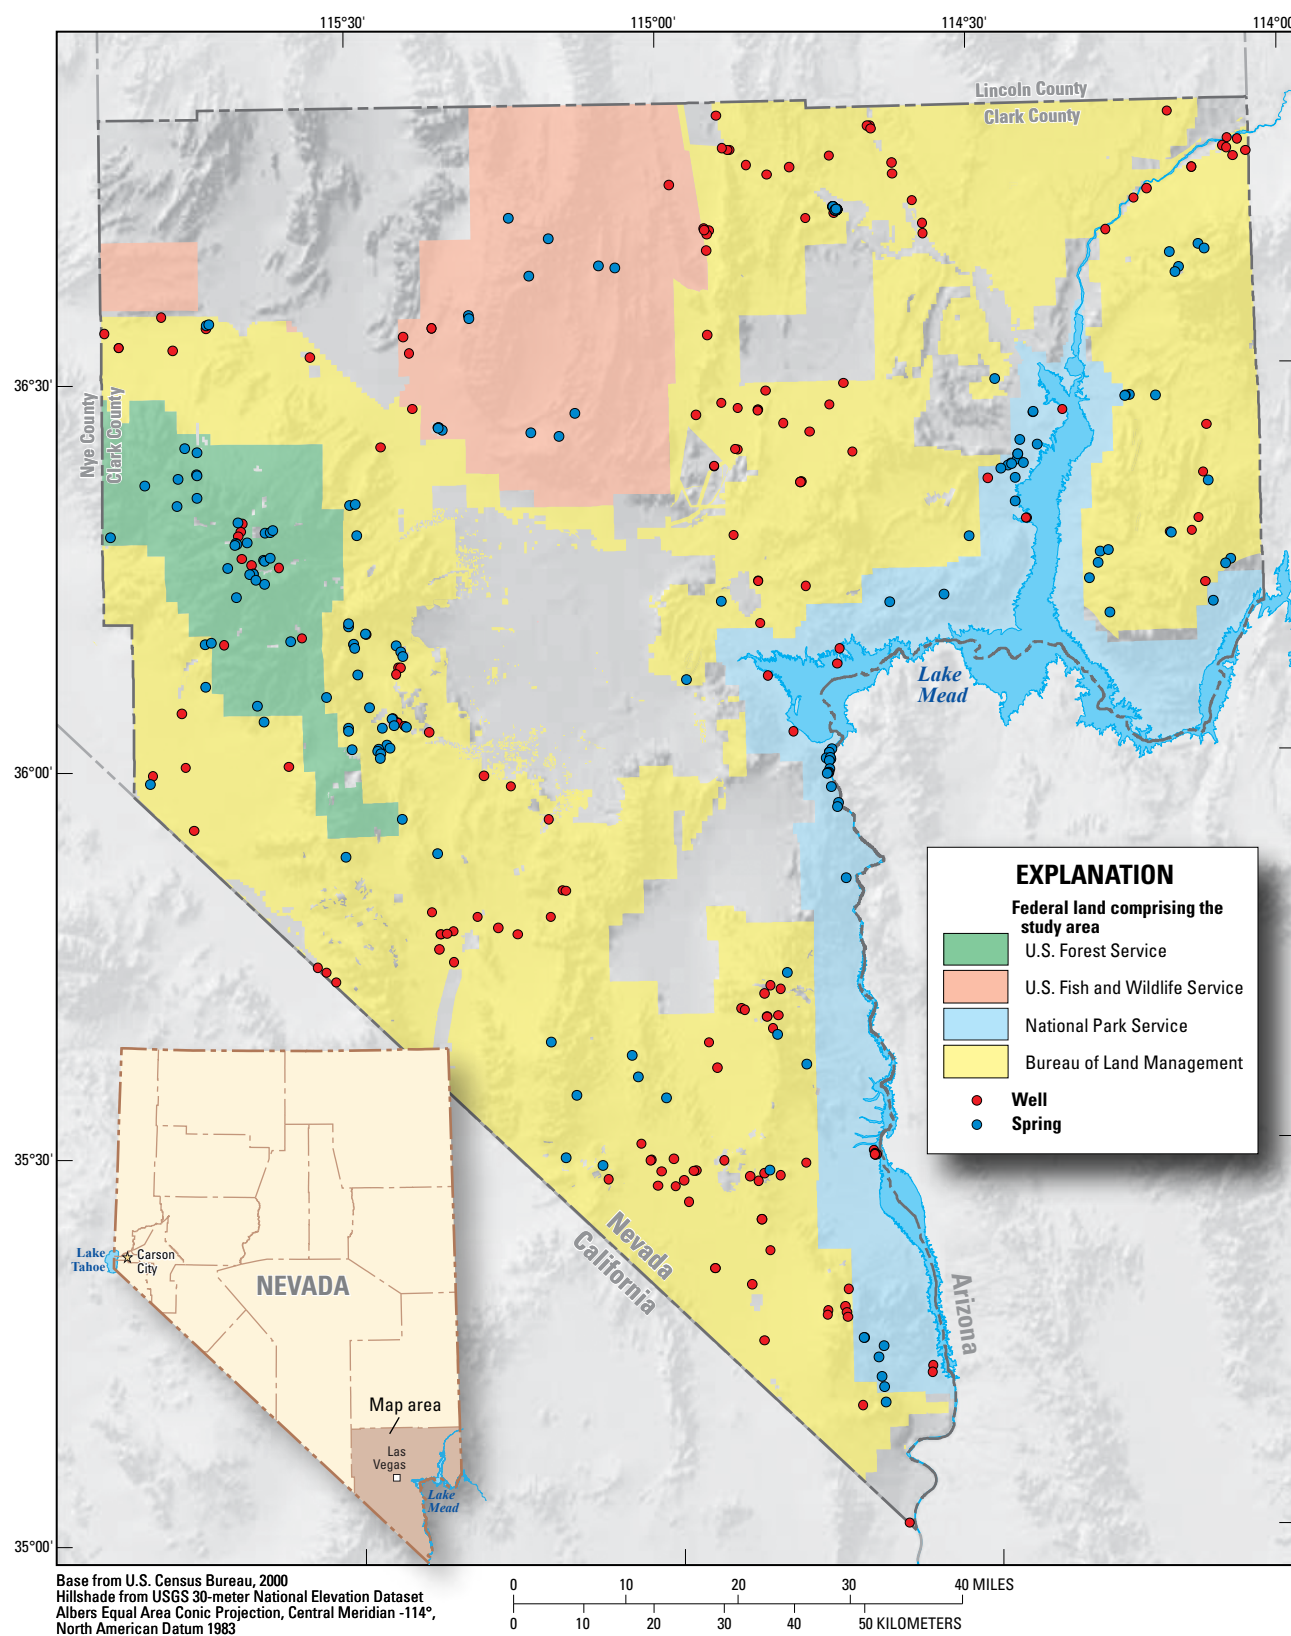 115°30'
115°00'
114°30'
114°00'
Lincoln County
Clark County
36°30'
Nye County
Clark County
Lake
Mead
36°00'
EXPLANATION
Federal land comprising the
study area
U.S. Forest Service
U.S. Fish and Wildlife Service
National Park Service
Bureau of Land Management
Well
Spring
35°30'
Nevada
California
Arizona
Lake
Tahoe
Carson
City
NEVADA
Map area
Las
Vegas
Lake
Mead
35°00'
Base from U.S. Census Bureau, 2000
Hillshade from USGS 30-meter National Elevation Dataset
Albers Equal Area Conic Projection, Central Meridian -114°,
North American Datum 1983
0 10 20 30 40 MILES
0 10 20 30 40 50 KILOMETERS